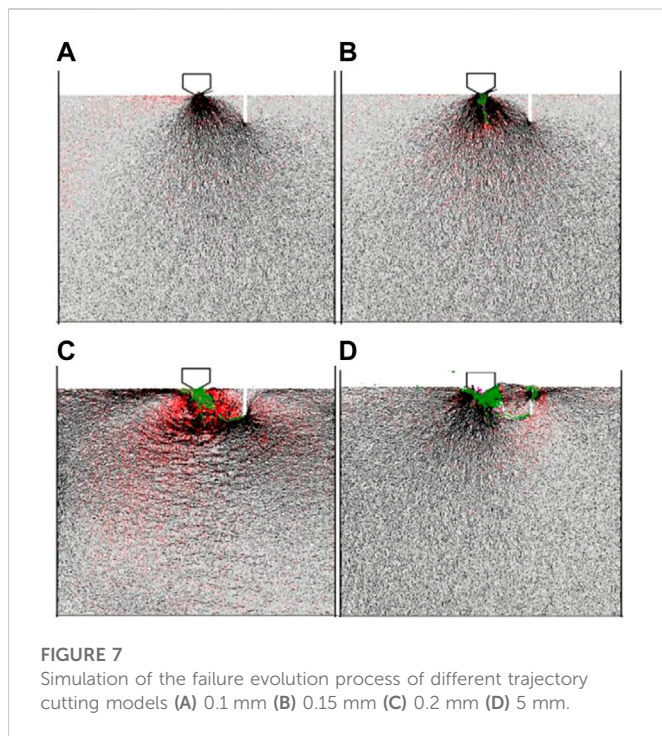 A
B
C
D
FIGURE 7
Simulation of the failure evolution process of different trajectory
cutting models (A) 0.1 mm (B) 0.15 mm (C) 0.2 mm (D) 5 mm.